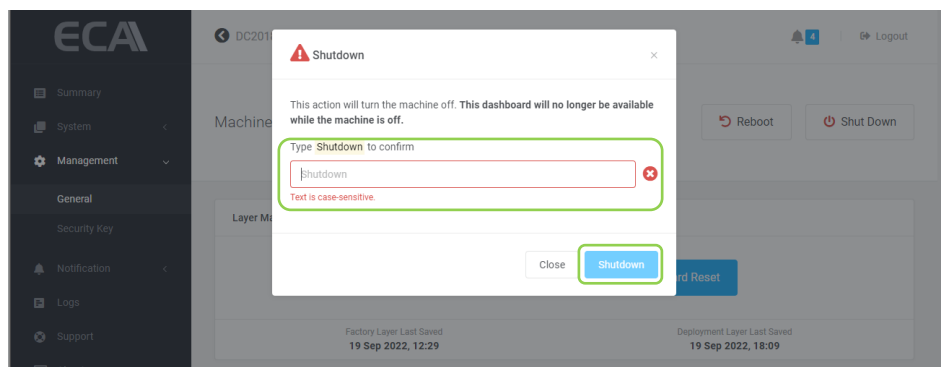 ECA
DC201
4
Logout
Shutdown
Summary
This action will turn the machine off. This dashboard will no longer be available
while the machine is off.
System
Machine
Reboot
Shut Down
Type Shutdown to confirm
Management
Shutdown
Text is case-sensitive.
General
Layer Ma
Security Key
Close
Shutdown
Notification
rd Reset
Logs
Support
Factory Layer Last Saved
Deployment Layer Last Saved
19 Sep 2022, 12:29
19 Sep 2022, 18:09